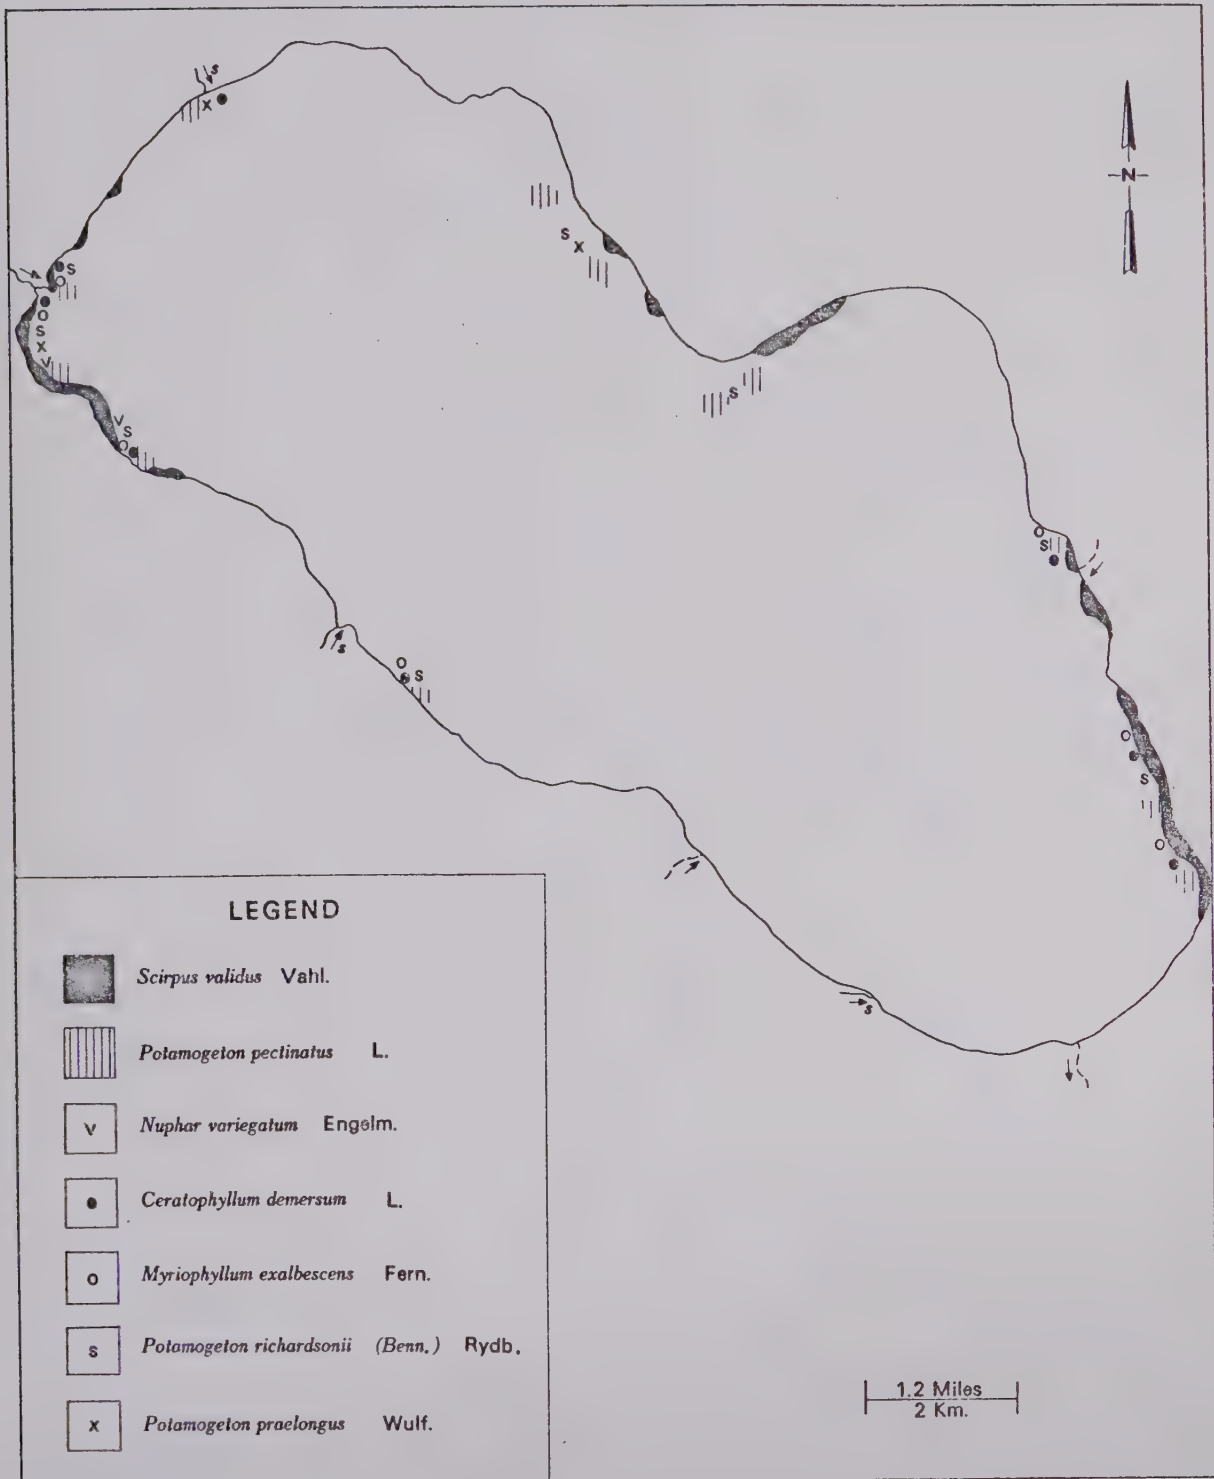 s
x
N
s
x
s
o
o
s
x
v
s
v
s
o
o
s
s
o
s
o
s
o
s
LEGEND
Scirpus validus Vahl.
Potamogeton pectinatus L.
v Nuphar variegatum Engelm.
Ceratophyllum demersum L.
o Myriophyllum exalbescens Fern.
s Potamogeton richardsonii (Benn.) Rydb.
x Potamogeton praelongus Wulf.
1.2 Miles
2 Km.